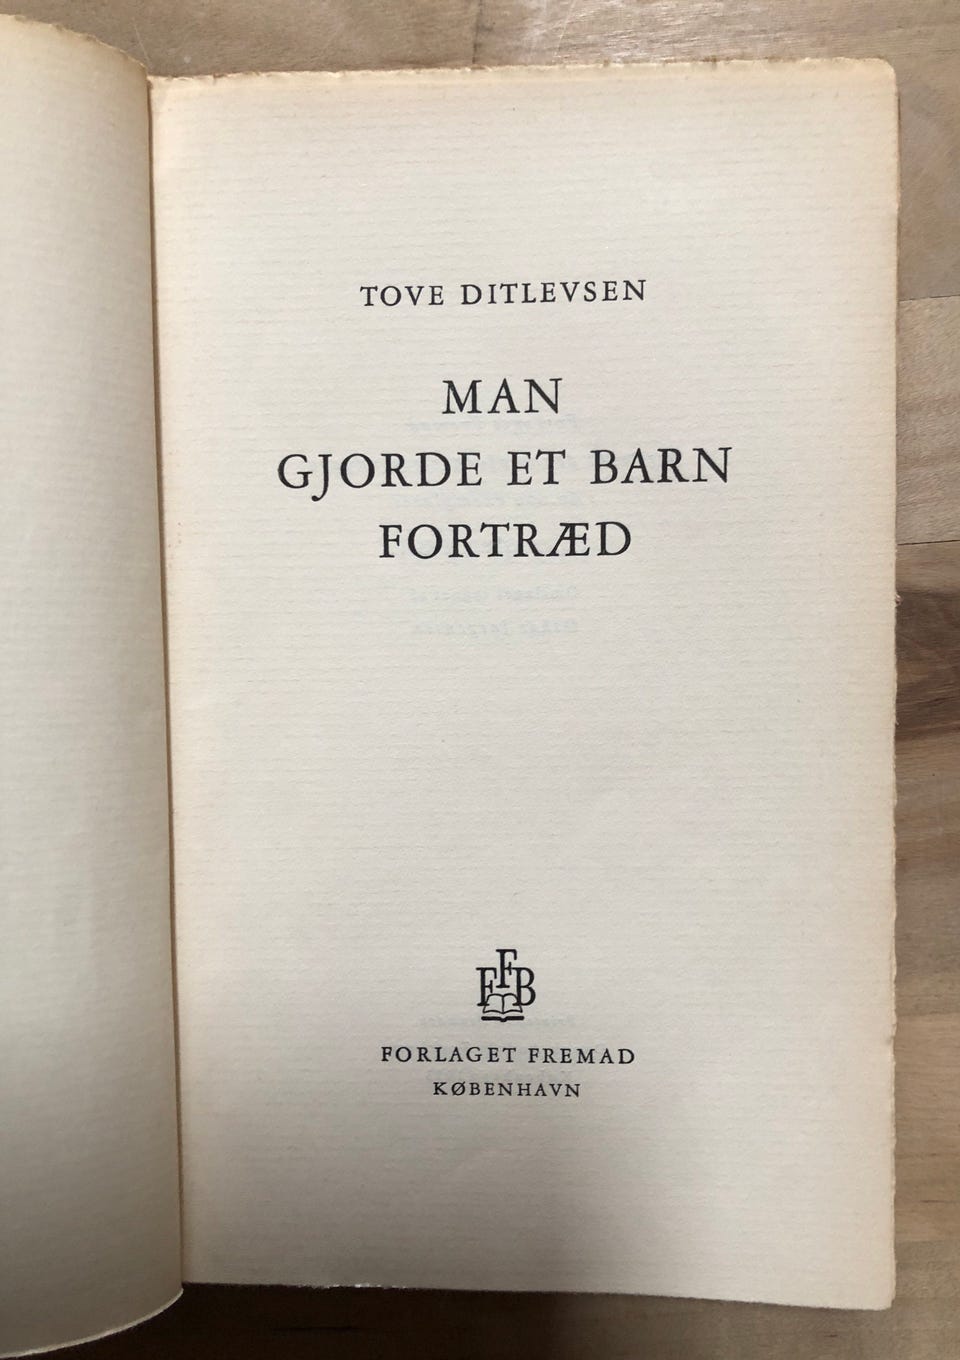 TOVE DITLEVSEN
MAN
GJORDE ET BARN
FORTRÆD
FFB
FORLAGET FREMAD
KØBENHAVN